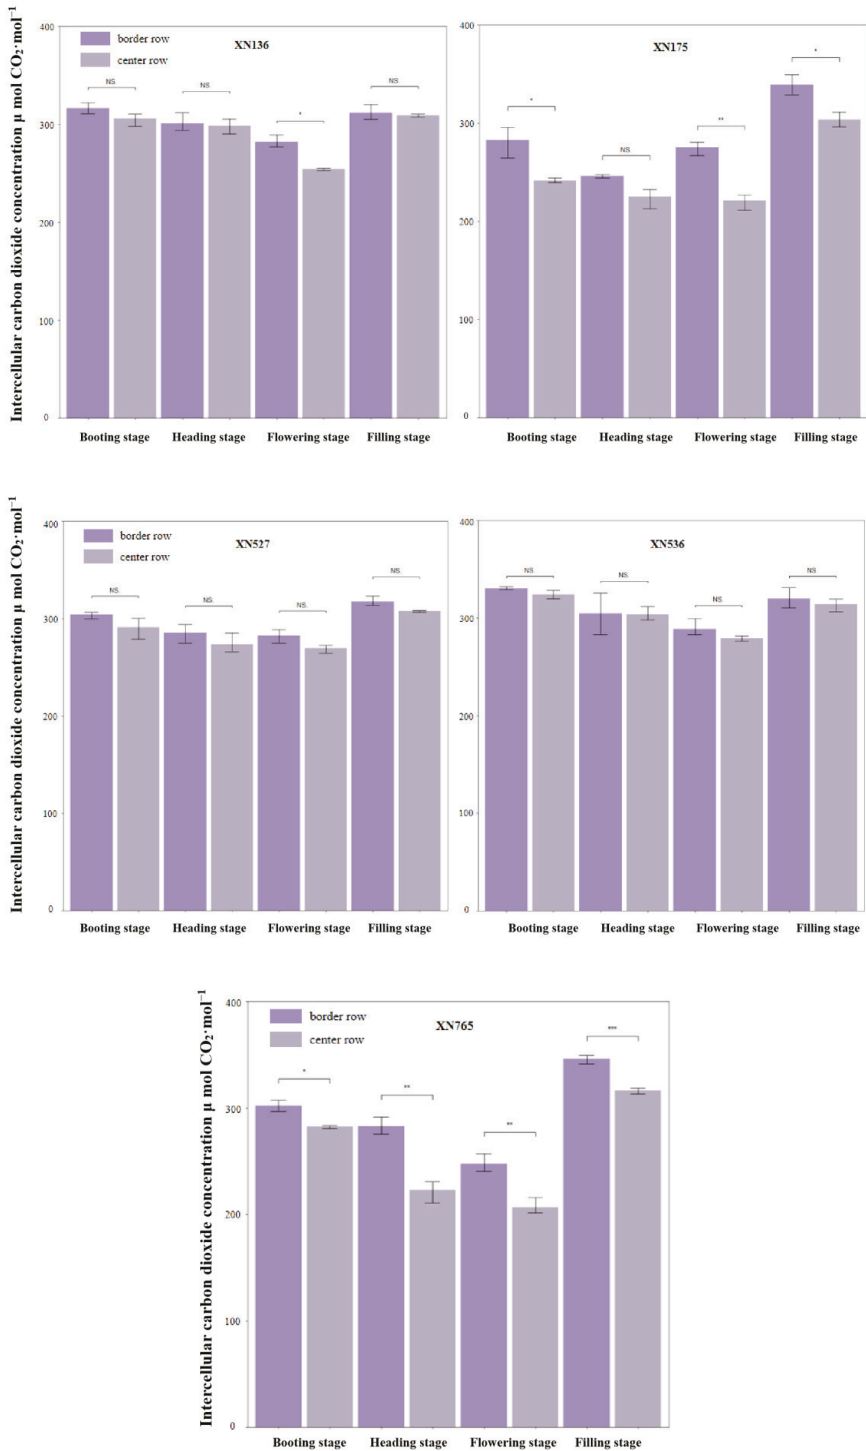 Intercellular carbon dioxide concentration μ mol CO₂·mol⁻¹
400
300
200
100
0
border row
center row
XN136
NS
NS
*
NS
Booting stage
Heading stage
Flowering stage
Filling stage
400
300
200
100
0
XN175
*
NS
**
*
Booting stage
Heading stage
Flowering stage
Filling stage
Intercellular carbon dioxide concentration μ mol CO₂·mol⁻¹
400
300
200
100
0
border row
center row
XN527
NS
NS
NS
NS
Booting stage
Heading stage
Flowering stage
Filling stage
400
300
200
100
0
XN536
NS
NS
NS
NS
Booting stage
Heading stage
Flowering stage
Filling stage
Intercellular carbon dioxide concentration μ mol CO₂·mol⁻¹
400
300
200
100
0
border row
center row
XN765
*
**
**
***
Booting stage
Heading stage
Flowering stage
Filling stage